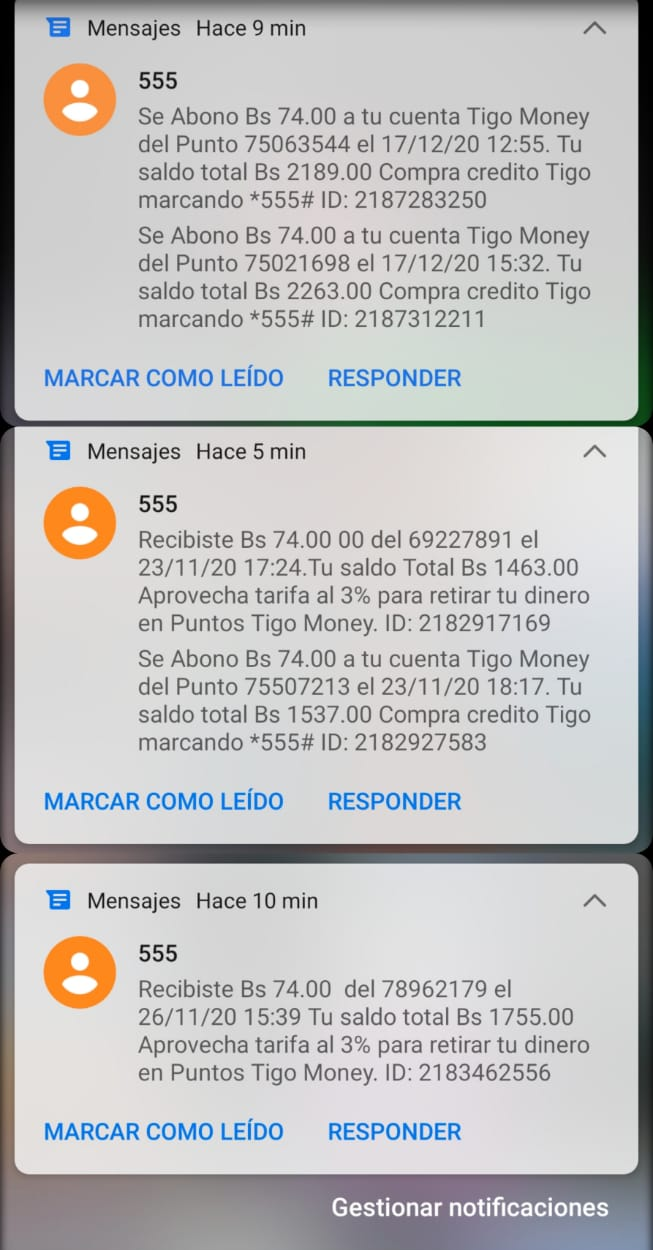 Mensajes Hace 9 min
555
Se Abono Bs 74.00 a tu cuenta Tigo Money
del Punto 75063544 el 17/12/20 12:55. Tu
saldo total Bs 2189.00 Compra credito Tigo
marcando *555# ID: 2187283250
Se Abono Bs 74.00 a tu cuenta Tigo Money
del Punto 75021698 el 17/12/20 15:32. Tu
saldo total Bs 2263.00 Compra credito Tigo
marcando *555# ID: 2187312211
MARCAR COMO LEÍDO RESPONDER
Mensajes Hace 5 min
555
Recibiste Bs 74.00 00 del 69227891 el
23/11/20 17:24.Tu saldo Total Bs 1463.00
Aprovecha tarifa al 3% para retirar tu dinero
en Puntos Tigo Money. ID: 2182917169
Se Abono Bs 74.00 a tu cuenta Tigo Money
del Punto 75507213 el 23/11/20 18:17. Tu
saldo total Bs 1537.00 Compra credito Tigo
marcando *555# ID: 2182927583
MARCAR COMO LEÍDO RESPONDER
Mensajes Hace 10 min
555
Recibiste Bs 74.00 del 78962179 el
26/11/20 15:39 Tu saldo total Bs 1755.00
Aprovecha tarifa al 3% para retirar tu dinero
en Puntos Tigo Money. ID: 2183462556
MARCAR COMO LEÍDO RESPONDER
Gestionar notificaciones